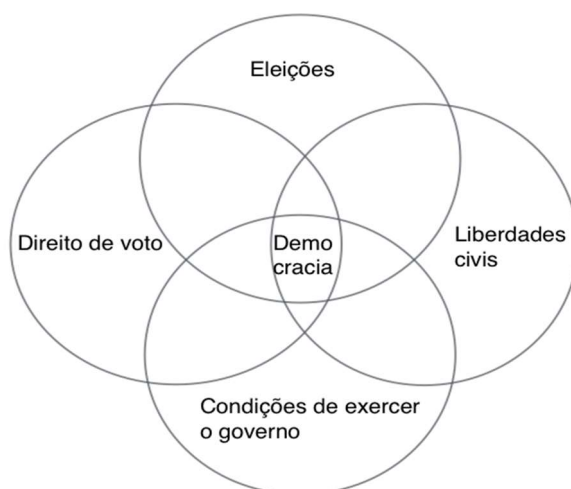 Eleições
Direito de voto
Demo
cracia
Liberdades
civis
Condições de exercer
o governo